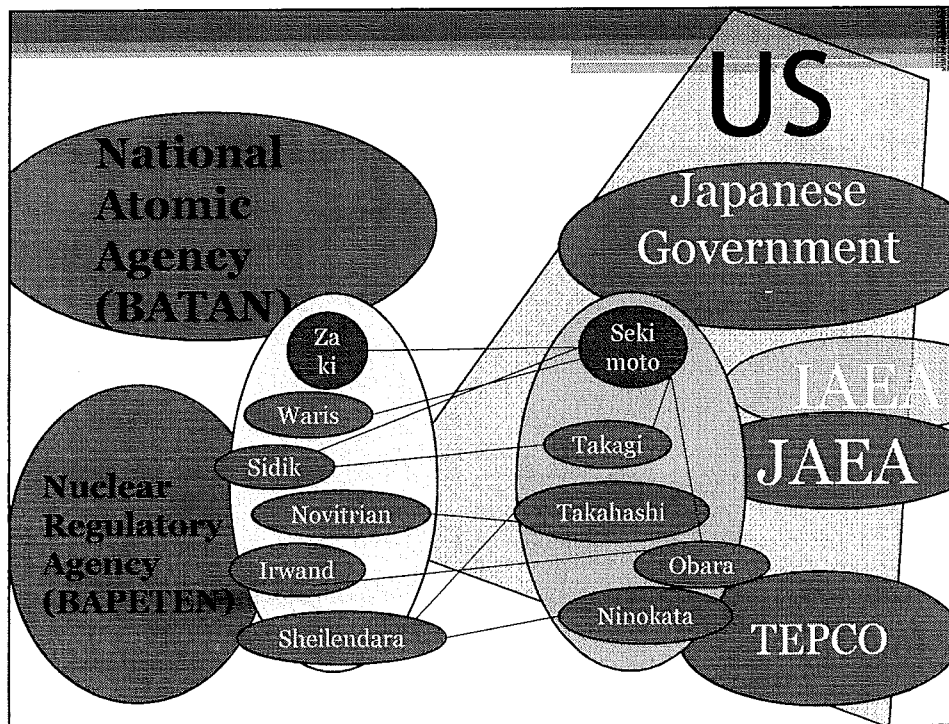 US
National
Atomic
Agency
(BATAN)
Japanese
Government
Za
ki
Seki
moto
IAEA
Waris
Takagi
JAEA
Sidik
Nuclear
Regulatory
Agency
(BAPETEN)
Novitrian
Takahashi
Irwand
Obara
Sheilendara
Ninokata
TEPCO